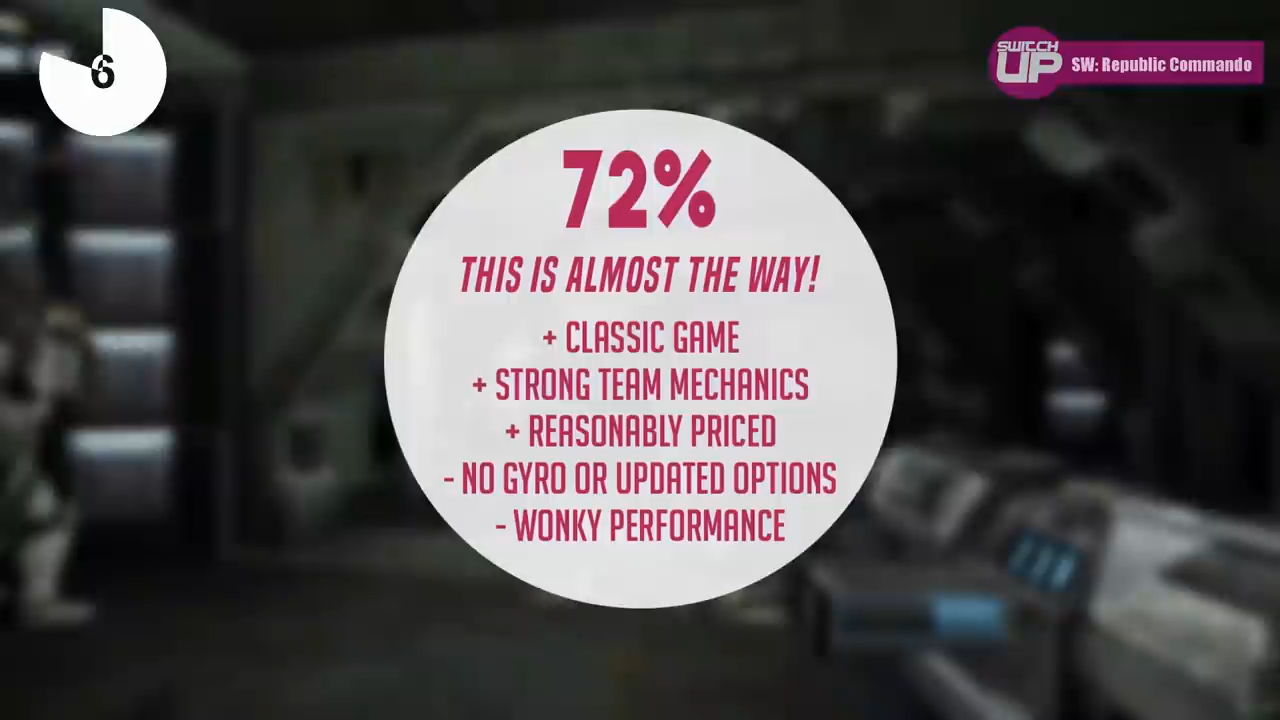 6
SWITCH
UP
SW: Republic Commando
72%
THIS IS ALMOST THE WAY!
+ CLASSIC GAME
+ STRONG TEAM MECHANICS
+ REASONABLY PRICED
- NO GYRO OR UPDATED OPTIONS
- WONKY PERFORMANCE